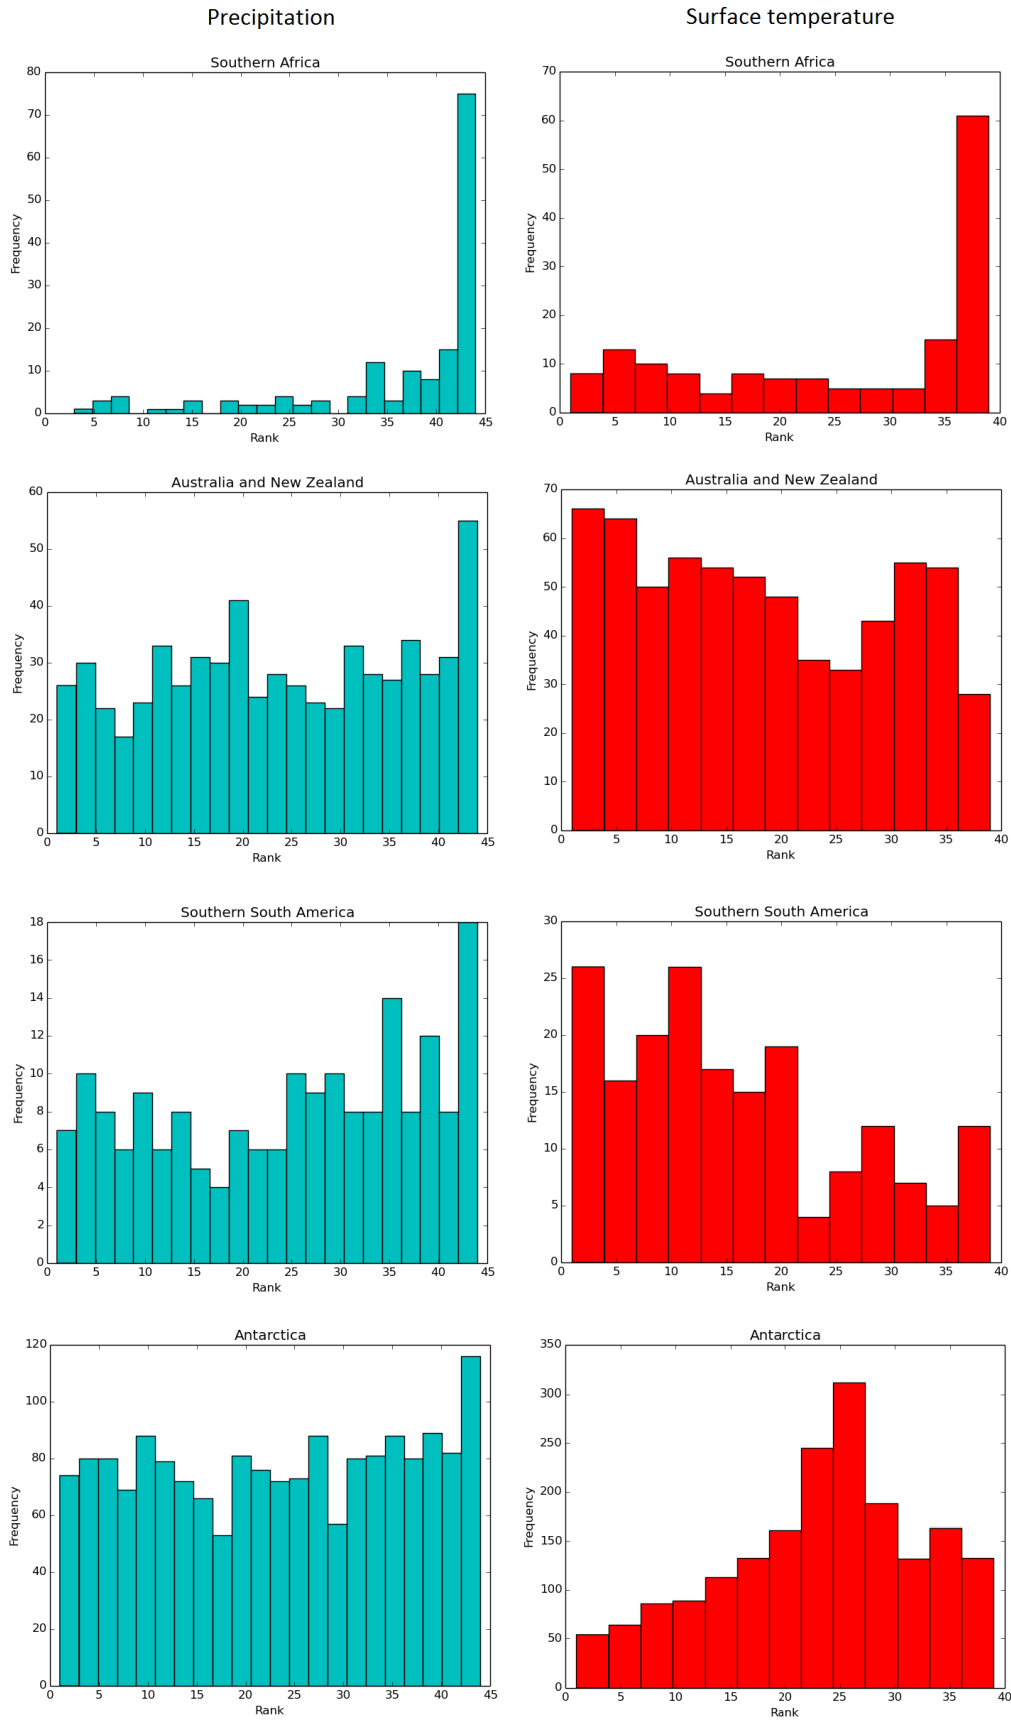 Precipitation
Surface temperature
Southern Africa
80
70
60
50
40
30
20
10
0
Frequency
0 5 10 15 20 25 30 35 40 45
Rank
Southern Africa
70
60
50
40
30
20
10
0
Frequency
0 5 10 15 20 25 30 35 40
Rank
Australia and New Zealand
60
50
40
30
20
10
0
Frequency
0 5 10 15 20 25 30 35 40 45
Rank
Australia and New Zealand
70
60
50
40
30
20
10
0
Frequency
0 5 10 15 20 25 30 35 40
Rank
Southern South America
18
16
14
12
10
8
6
4
2
0
Frequency
0 5 10 15 20 25 30 35 40 45
Rank
Southern South America
30
25
20
15
10
5
0
Frequency
0 5 10 15 20 25 30 35 40
Rank
Antarctica
120
100
80
60
40
20
0
Frequency
0 5 10 15 20 25 30 35 40 45
Rank
Antarctica
350
300
250
200
150
100
50
0
Frequency
0 5 10 15 20 25 30 35 40
Rank